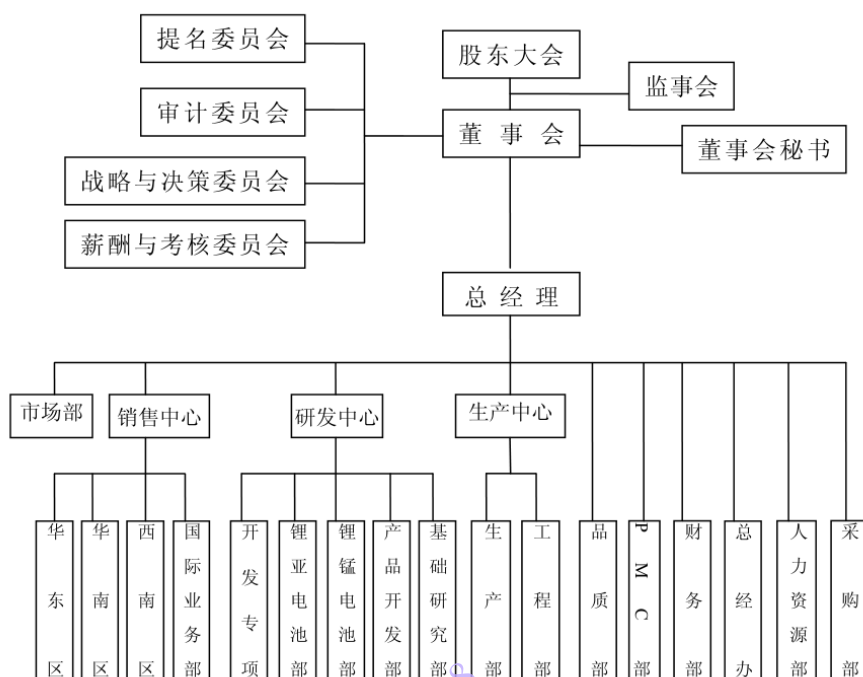 提名委员会
股东大会
监事会
审计委员会
董事会
董事会秘书
战略与决策委员会
薪酬与考核委员会
总经理
市场部
销售中心
研发中心
生产中心
华东区
华南区
西南区
国际业务部
开发专项
锂亚电池部
锂锰电池部
产品开发部
基础研究部
生产部
工程部
品质部
PMC部
财务部
总经办
人力资源部
采购部